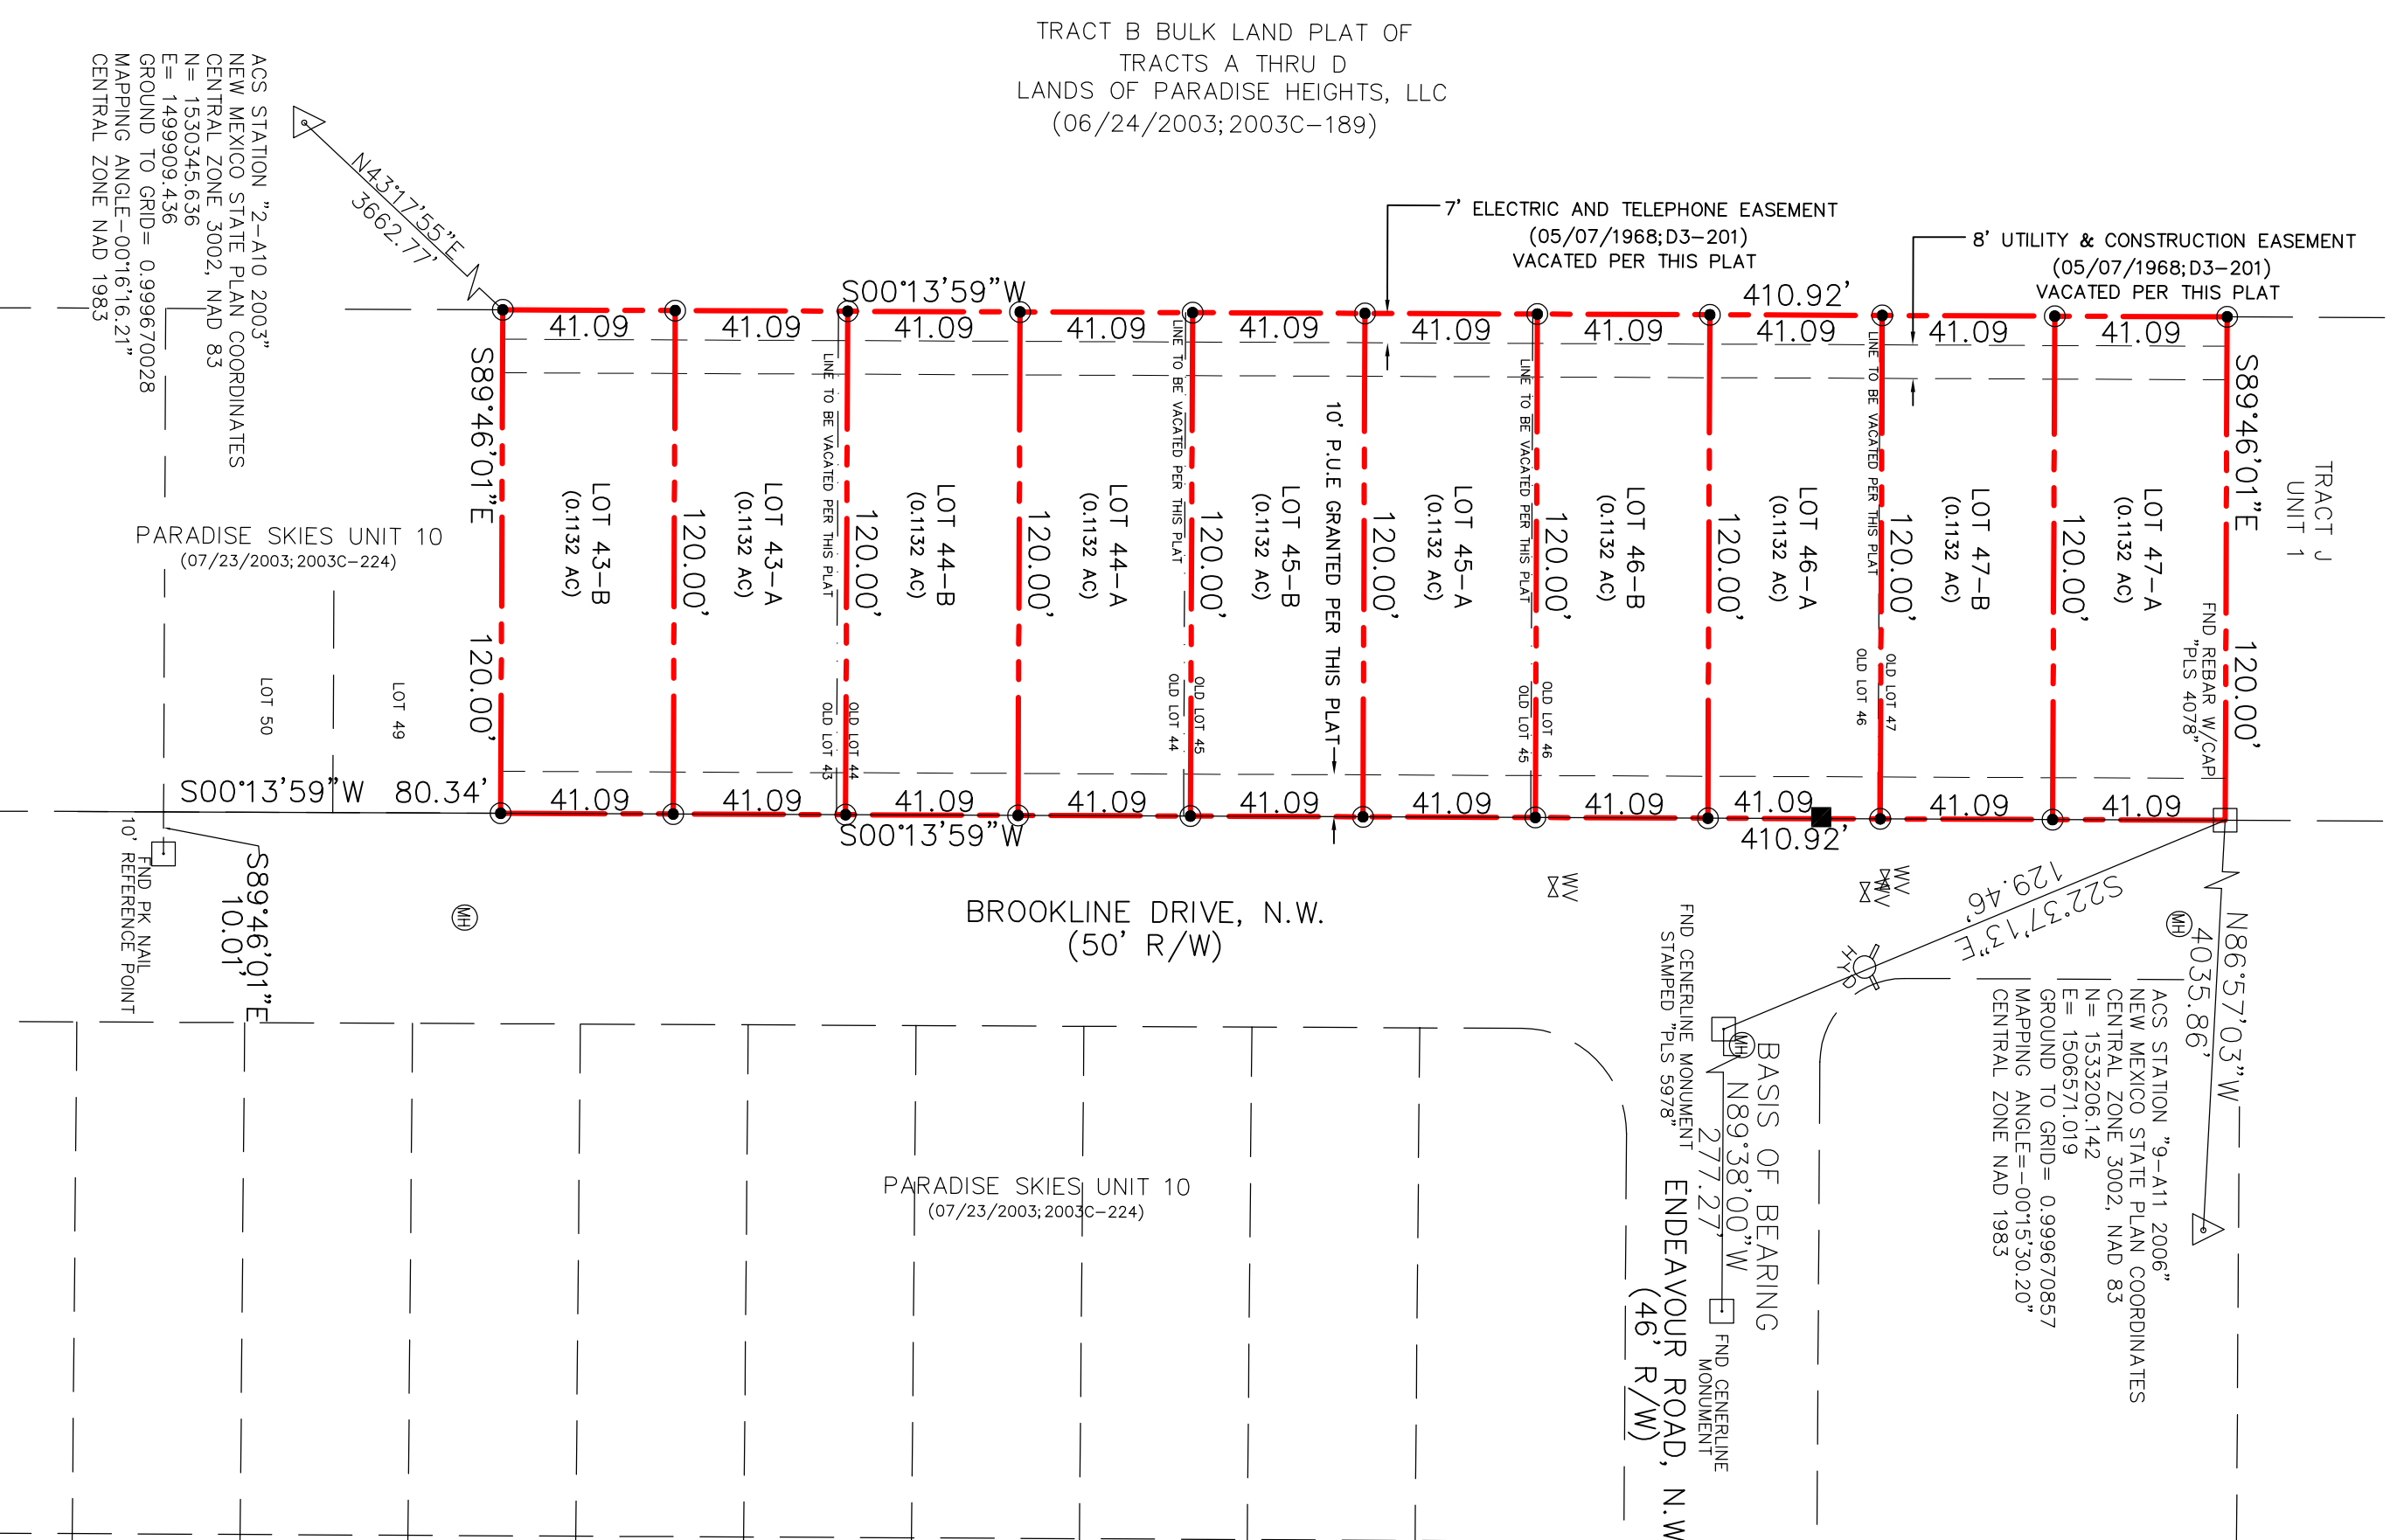 TRACT B BULK LAND PLAT OF
TRACTS A THRU D
LANDS OF PARADISE HEIGHTS, LLC
(06/24/2003;2003C-189)
ACS STATION "2-A10 2003"
NEW MEXICO STATE PLAN COORDINATES
CENTRAL ZONE 3002, NAD 83
N= 1530345.636
E= 1499909.436
GROUND TO GRID= 0.999670028
MAPPING ANGLE-00°16'16.21"
CENTRAL ZONE NAD 1983
N43°17'55"E
3662.77'
7' ELECTRIC AND TELEPHONE EASEMENT
(05/07/1968;D3-201)
VACATED PER THIS PLAT
8' UTILITY & CONSTRUCTION EASEMENT
(05/07/1968;D3-201)
VACATED PER THIS PLAT
S00°13'59"W
410.92'
41.09
41.09
41.09
41.09
41.09
41.09
41.09
41.09
41.09
41.09
S89°46'01"E
120.00'
LOT 43-B
(0.1132 AC)
120.00'
LOT 43-A
(0.1132 AC)
LINE TO BE VACATED PER THIS PLAT
OLD LOT 43
OLD LOT 44
120.00'
LOT 44-B
(0.1132 AC)
120.00'
LOT 44-A
(0.1132 AC)
LINE TO BE VACATED PER THIS PLAT
OLD LOT 44
OLD LOT 45
120.00'
LOT 45-B
(0.1132 AC)
10' P.U.E GRANTED PER THIS PLAT
120.00'
LOT 45-A
(0.1132 AC)
LINE TO BE VACATED PER THIS PLAT
OLD LOT 45
OLD LOT 46
120.00'
LOT 46-B
(0.1132 AC)
120.00'
LOT 46-A
(0.1132 AC)
LINE TO BE VACATED PER THIS PLAT
OLD LOT 46
OLD LOT 47
120.00'
LOT 47-B
(0.1132 AC)
120.00'
LOT 47-A
(0.1132 AC)
S89°46'01"E
120.00'
FND REBAR W/CAP
"PLS 4078"
TRACT J
UNIT 1
PARADISE SKIES UNIT 10
(07/23/2003;2003C-224)
LOT 50
LOT 49
S00°13'59"W 80.34'
41.09
41.09
41.09
41.09
41.09
41.09
41.09
41.09
41.09
41.09
S00°13'59"W
410.92'
S89°46'01"E
10.01'
FND PK NAIL
10' REFERENCE POINT
MH
BROOKLINE DRIVE, N.W.
(50' R/W)
WV
WV
WV
S22°37'13"E
129.46'
HYD
MH
N86°57'03"W
4035.86'
FND CENERLINE MONUMENT
STAMPED "PLS 5978"
MH
BASIS OF BEARING
N89°38'00"W
277.27'
FND CENERLINE
MONUMENT
ENDEAVOUR ROAD, N.W
(46' R/W)
ACS STATION "9-A11 2006"
NEW MEXICO STATE PLAN COORDINATES
CENTRAL ZONE 3002, NAD 83
N= 1533206.142
E= 1506571.019
GROUND TO GRID= 0.999670857
MAPPING ANGLE=-00°15'30.20"
CENTRAL ZONE NAD 1983
PARADISE SKIES UNIT 10
(07/23/2003;2003C-224)